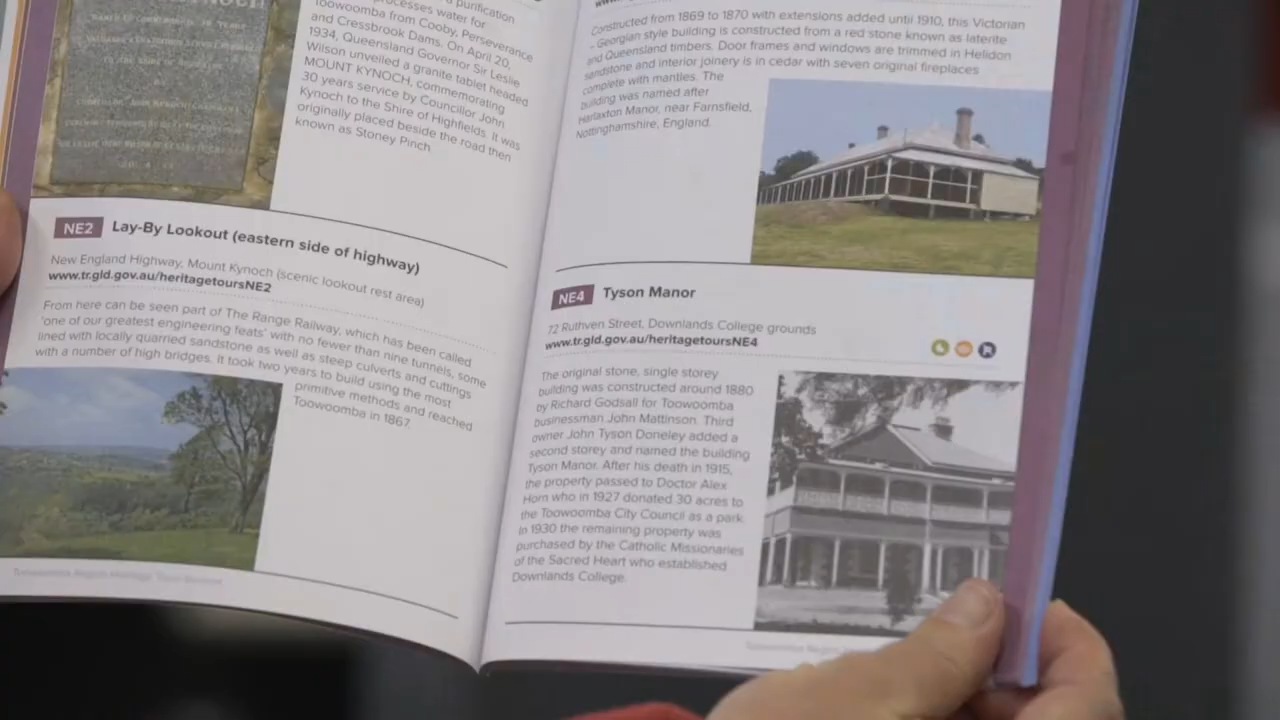 purification
processes water for
Toowoomba from Cooby, Perseverance
and Cressbrook Dams. On April 20,
1934, Queensland Governor Sir Leslie
Wilson unveiled a granite tablet headed
MOUNT KYNOCH, commemorating
30 years service by Councillor John
Kynoch to the Shire of Highfields. It was
originally placed beside the road then
known as Stoney Pinch.
NE2 Lay-By Lookout (eastern side of highway)
New England Highway, Mount Kynoch (scenic lookout rest area)
www.tr.qld.gov.au/heritagetoursNE2
From here can be seen part of The Range Railway, which has been called
'one of our greatest engineering feats' with no fewer than nine tunnels, some
lined with locally quarried sandstone as well as steep culverts and cuttings
with a number of high bridges. It took two years to build using the most
primitive methods and reached
Toowoomba in 1867.
Constructed from 1869 to 1870 with extensions added until 1910, this Victorian
– Georgian style building is constructed from a red stone known as laterite
and Queensland timbers. Door frames and windows are trimmed in Helidon
sandstone and interior joinery is in cedar with seven original fireplaces
complete with mantles. The
building was named after
Harlaxton Manor, near Farnsfield,
Nottinghamshire, England.
NE4 Tyson Manor
72 Ruthven Street, Downlands College grounds
www.tr.qld.gov.au/heritagetoursNE4
The original stone, single storey
building was constructed around 1880
by Richard Godsall for Toowoomba
businessman John Mattinson. Third
owner John Tyson Doneley added a
second storey and named the building
Tyson Manor. After his death in 1915,
the property passed to Doctor Alex
Horn who in 1927 donated 30 acres to
the Toowoomba City Council as a park.
In 1930 the remaining property was
purchased by the Catholic Missionaries
of the Sacred Heart who established
Downlands College.